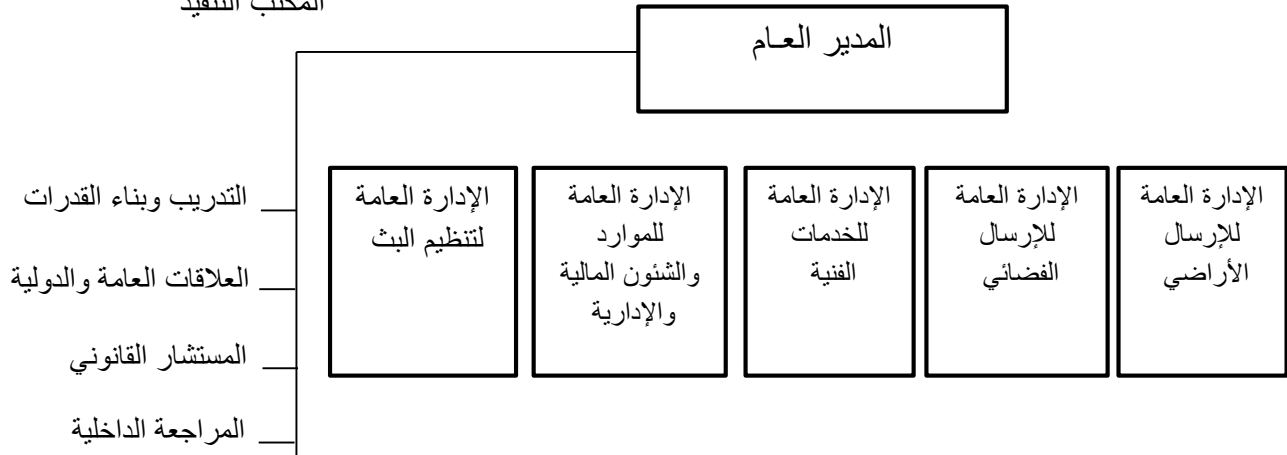 المكتب التنفيذ
المدير العـام
الإدارة العامة
للإرسال
الأراضي
الإدارة العامة
للإرسال
الفضائي
الإدارة العامة
للخدمات
الفنية
الإدارة العامة
للموارد
والشئون المالية
والإدارية
الإدارة العامة
لتنظيم البث
التدريب وبناء القدرات
العلاقات العامة والدولية
المستشار القانوني
المراجعة الداخلية